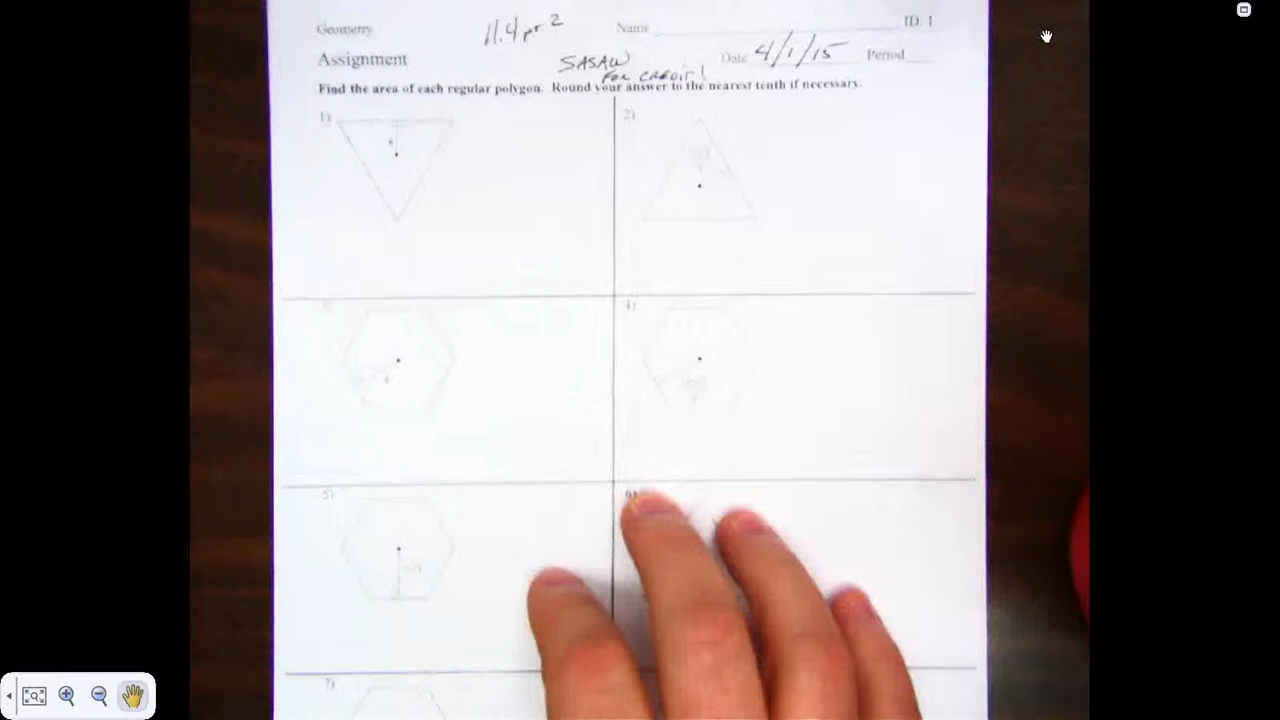 Geometry 11.4 pr 2 Name ID: 1
Assignment SASAW Date 4/1/15 Period
FOR CREDIT!
Find the area of each regular polygon. Round your answer to the nearest tenth if necessary.
1) 2)
4)
5)
7)